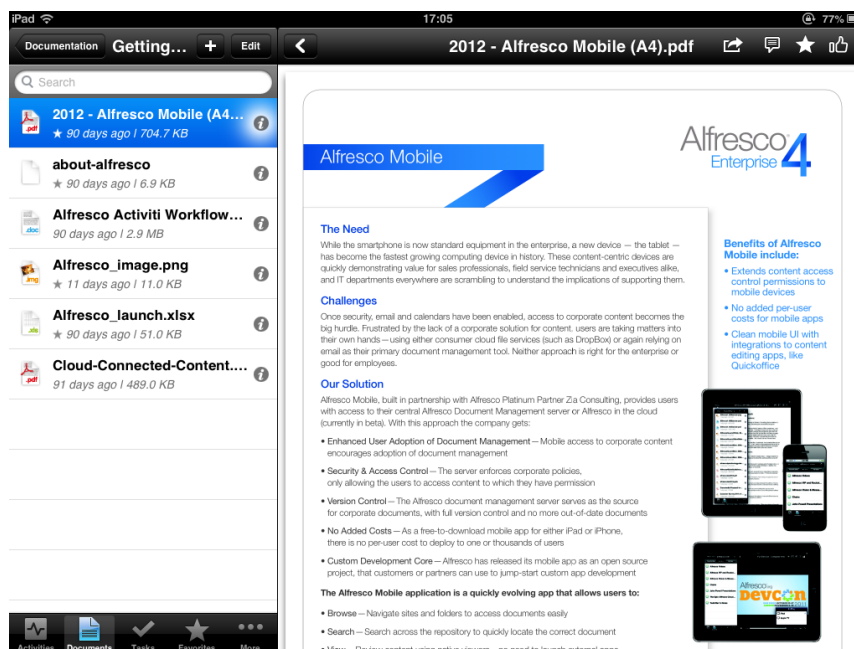 iPad 17:05 77%
Documentation Getting... + Edit
2012 - Alfresco Mobile (A4).pdf
Search
2012 - Alfresco Mobile (A4...
★ 90 days ago | 704.7 KB
.pdf
about-alfresco
★ 90 days ago | 6.9 KB
Alfresco Activiti Workflow...
90 days ago | 2.9 MB
.doc
Alfresco_image.png
★ 11 days ago | 11.0 KB
.img
Alfresco_launch.xlsx
★ 90 days ago | 51.0 KB
.xls
Cloud-Connected-Content....
91 days ago | 489.0 KB
.pdf
Activities Documents Tasks Favorites More
Alfresco Mobile
Alfresco
Enterprise 4
The Need
While the smartphone is now standard equipment in the enterprise, a new device — the tablet —
has become the fastest growing computing device in history. These content-centric devices are
quickly demonstrating value for sales professionals, field service technicians and executives alike,
and IT departments everywhere are scrambling to understand the implications of supporting them.
Challenges
Once security, email and calendars have been enabled, access to corporate content becomes the
big hurdle. Frustrated by the lack of a corporate solution for content. users are taking matters into
their own hands—using either consumer cloud file services (such as DropBox) or again relying on
email as their primary document management tool. Neither approach is right for the enterprise or
good for employees.
Our Solution
Alfresco Mobile, built in partnership with Alfresco Platinum Partner Zia Consulting, provides users
with access to their central Alfresco Document Management server or Alfresco in the cloud
(currently in beta). With this approach the company gets:
• Enhanced User Adoption of Document Management — Mobile access to corporate content
encourages adoption of document management
• Security & Access Control — The server enforces corporate policies,
only allowing the users to access content to which they have permission
• Version Control — The Alfresco document management server serves as the source
for corporate documents, with full version control and no more out-of-date documents
• No Added Costs — As a free-to-download mobile app for either iPad or iPhone,
there is no per-user cost to deploy to one or thousands of users
• Custom Development Core — Alfresco has released its mobile app as an open source
project, that customers or partners can use to jump-start custom app development
The Alfresco Mobile application is a quickly evolving app that allows users to:
• Browse — Navigate sites and folders to access documents easily
• Search — Search across the repository to quickly locate the correct document
Benefits of Alfresco
Mobile include:
• Extends content access
control permissions to
mobile devices
• No added per-user
costs for mobile apps
• Clean mobile UI with
integrations to content
editing apps, like
Quickoffice
Alfresco
DEVCON